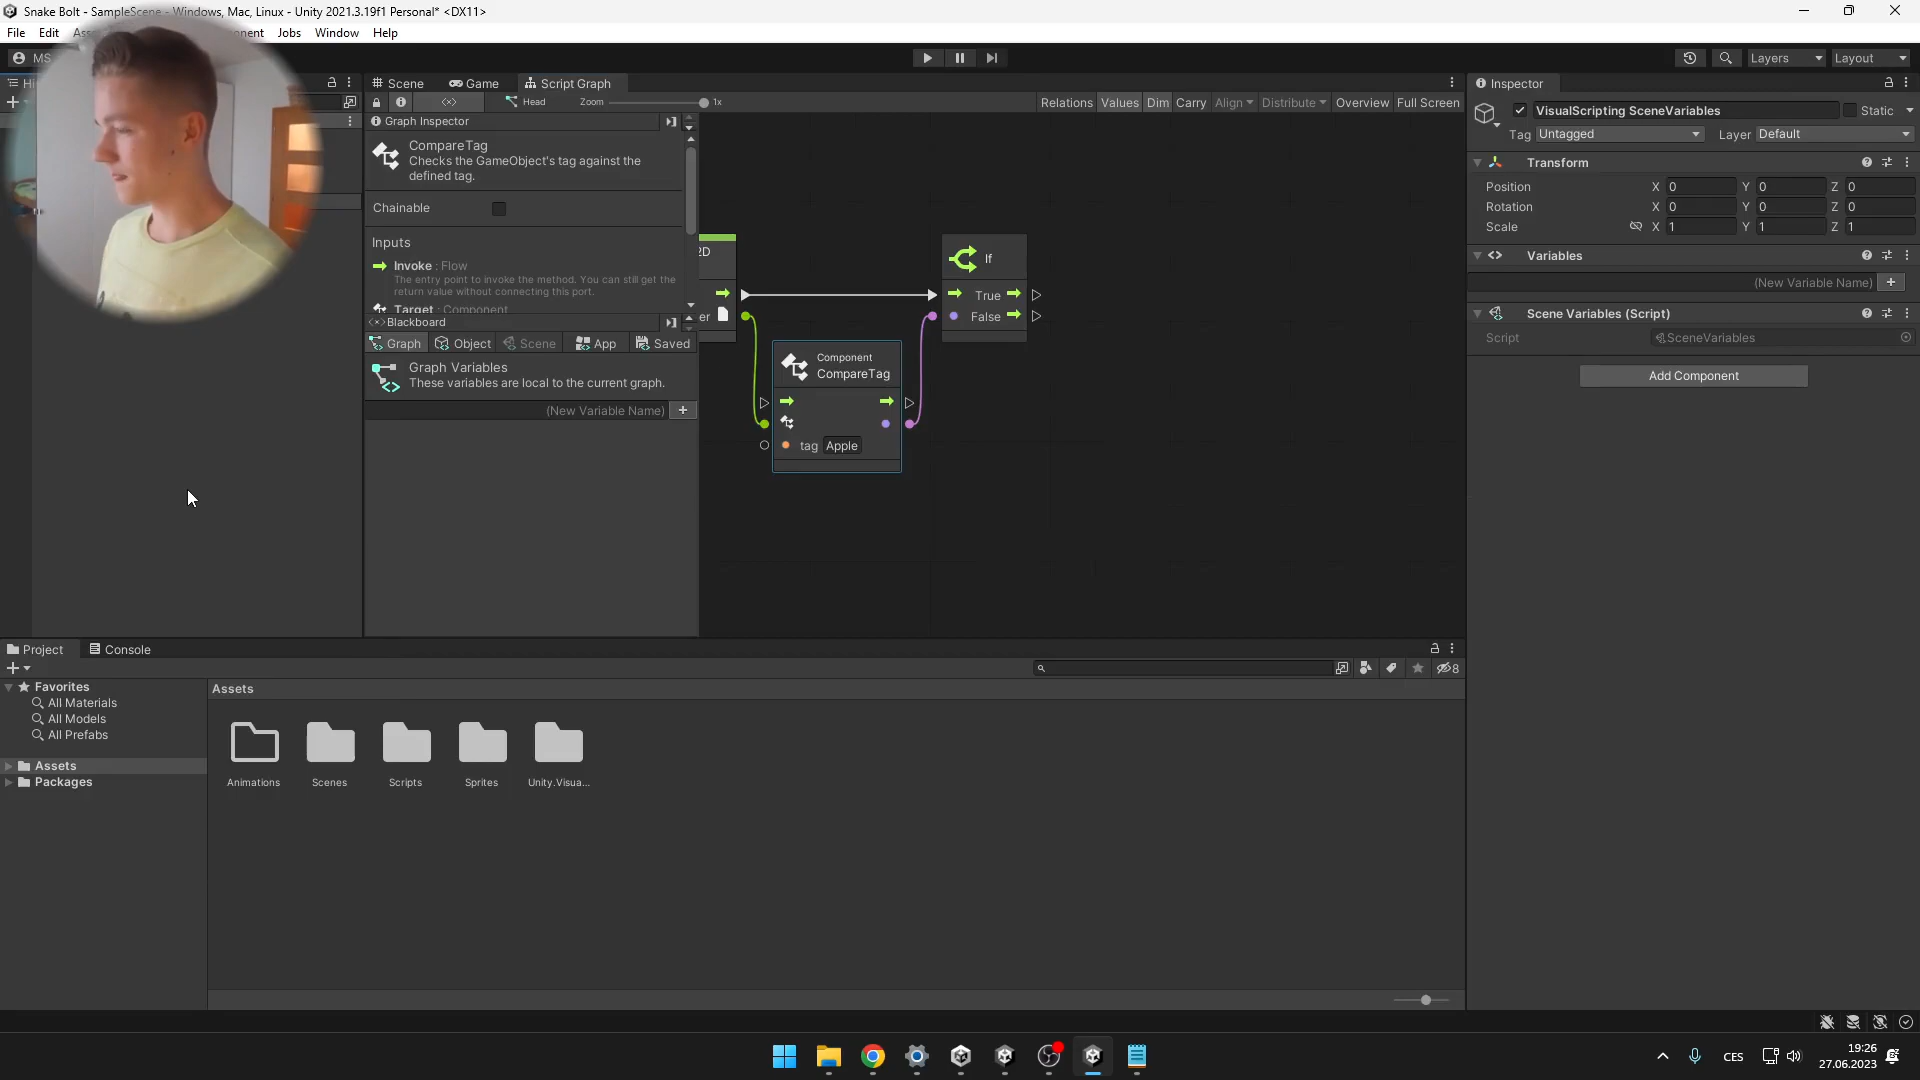 Snake Bolt - SampleScene - Windows, Mac, Linux - Unity 2021.3.19f1 Personal* <DX11>
File Edit Jobs Window Help
MS
Layers Layout
Scene Game Script Graph
Inspector
Head Zoom 1x Relations Values Dim Carry Align Distribute Overview Full Screen
VisualScripting SceneVariables Static
Tag Untagged Layer Default
Graph Inspector
CompareTag
Checks the GameObject's tag against the
defined tag.
Chainable
Inputs
Invoke : Flow
The entry point to invoke the method. You can still get the
return value without connecting this port.
Target : Component
Blackboard
Graph Object Scene App Saved
Graph Variables
These variables are local to the current graph.
(New Variable Name) +
2D
er
If
True
False
Component
CompareTag
tag Apple
Transform
Position X 0 Y 0 Z 0
Rotation X 0 Y 0 Z 0
Scale X 1 Y 1 Z 1
Variables
(New Variable Name) +
Scene Variables (Script)
Script SceneVariables
Add Component
Project Console
8
Favorites
All Materials
All Models
All Prefabs
Assets
Packages
Assets
Animations Scenes Scripts Sprites Unity.Visua...
CES
19:26
27.06.2023